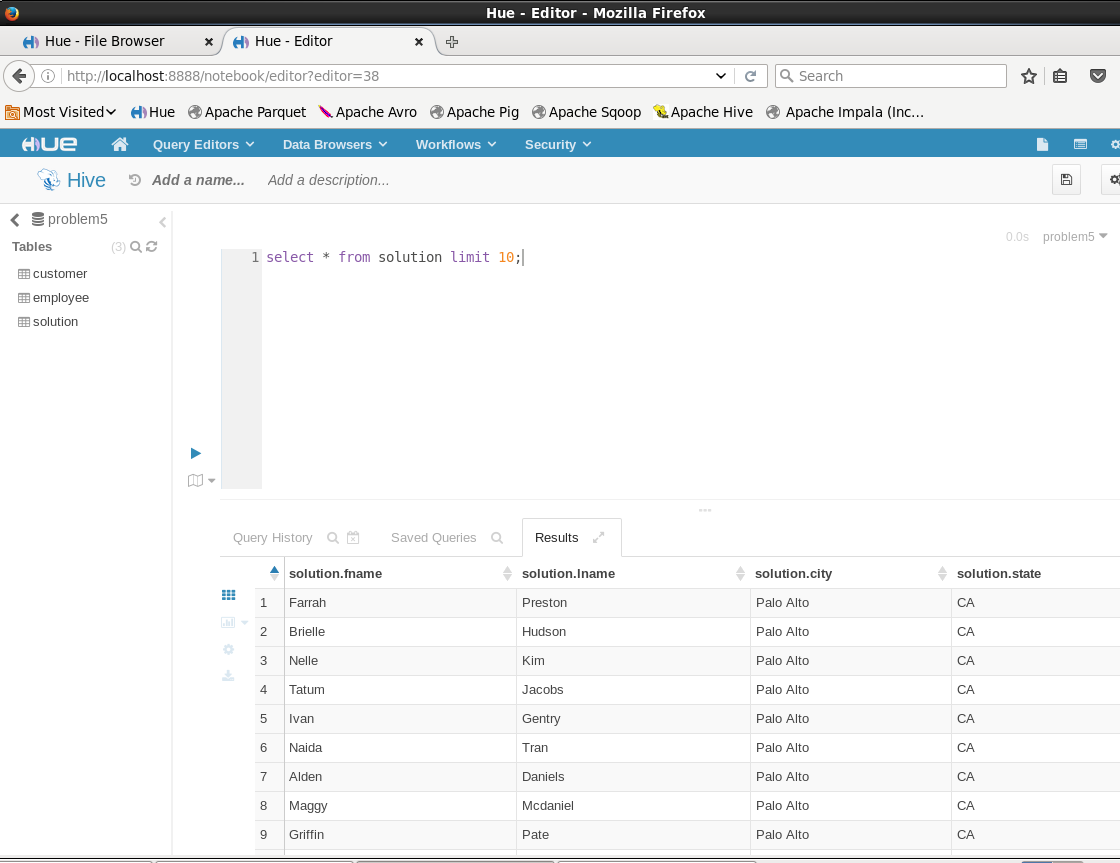 Hue - Editor - Mozilla Firefox
Hue - File Browser
Hue - Editor
http://localhost:8888/notebook/editor?editor=38
Search
Most Visited Hue Apache Parquet Apache Avro Apache Pig Apache Sqoop Apache Hive Apache Impala (Inc...
HUE Query Editors Data Browsers Workflows Security
Hive Add a name... Add a description...
problem5
0.0s problem5
Tables (3)
customer
employee
solution
1 select * from solution limit 10;
Query History Saved Queries Results
solution.fname solution.lname solution.city solution.state
1 Farrah Preston Palo Alto CA
2 Brielle Hudson Palo Alto CA
3 Nelle Kim Palo Alto CA
4 Tatum Jacobs Palo Alto CA
5 Ivan Gentry Palo Alto CA
6 Naida Tran Palo Alto CA
7 Alden Daniels Palo Alto CA
8 Maggy Mcdaniel Palo Alto CA
9 Griffin Pate Palo Alto CA